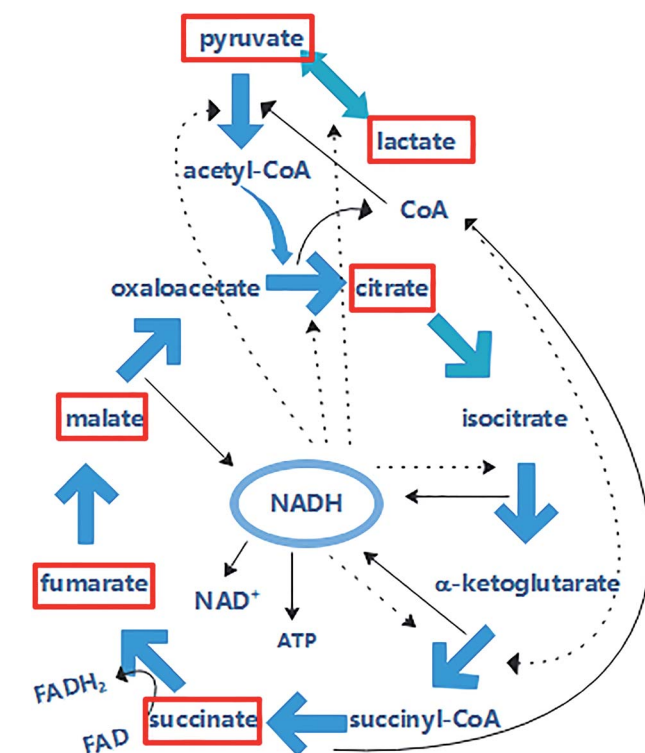 pyruvate
lactate
acetyl-CoA
CoA
oxaloacetate
citrate
malate
isocitrate
NADH
fumarate
α-ketoglutarate
NAD⁺
ATP
FADH₂
succinate
succinyl-CoA
FAD